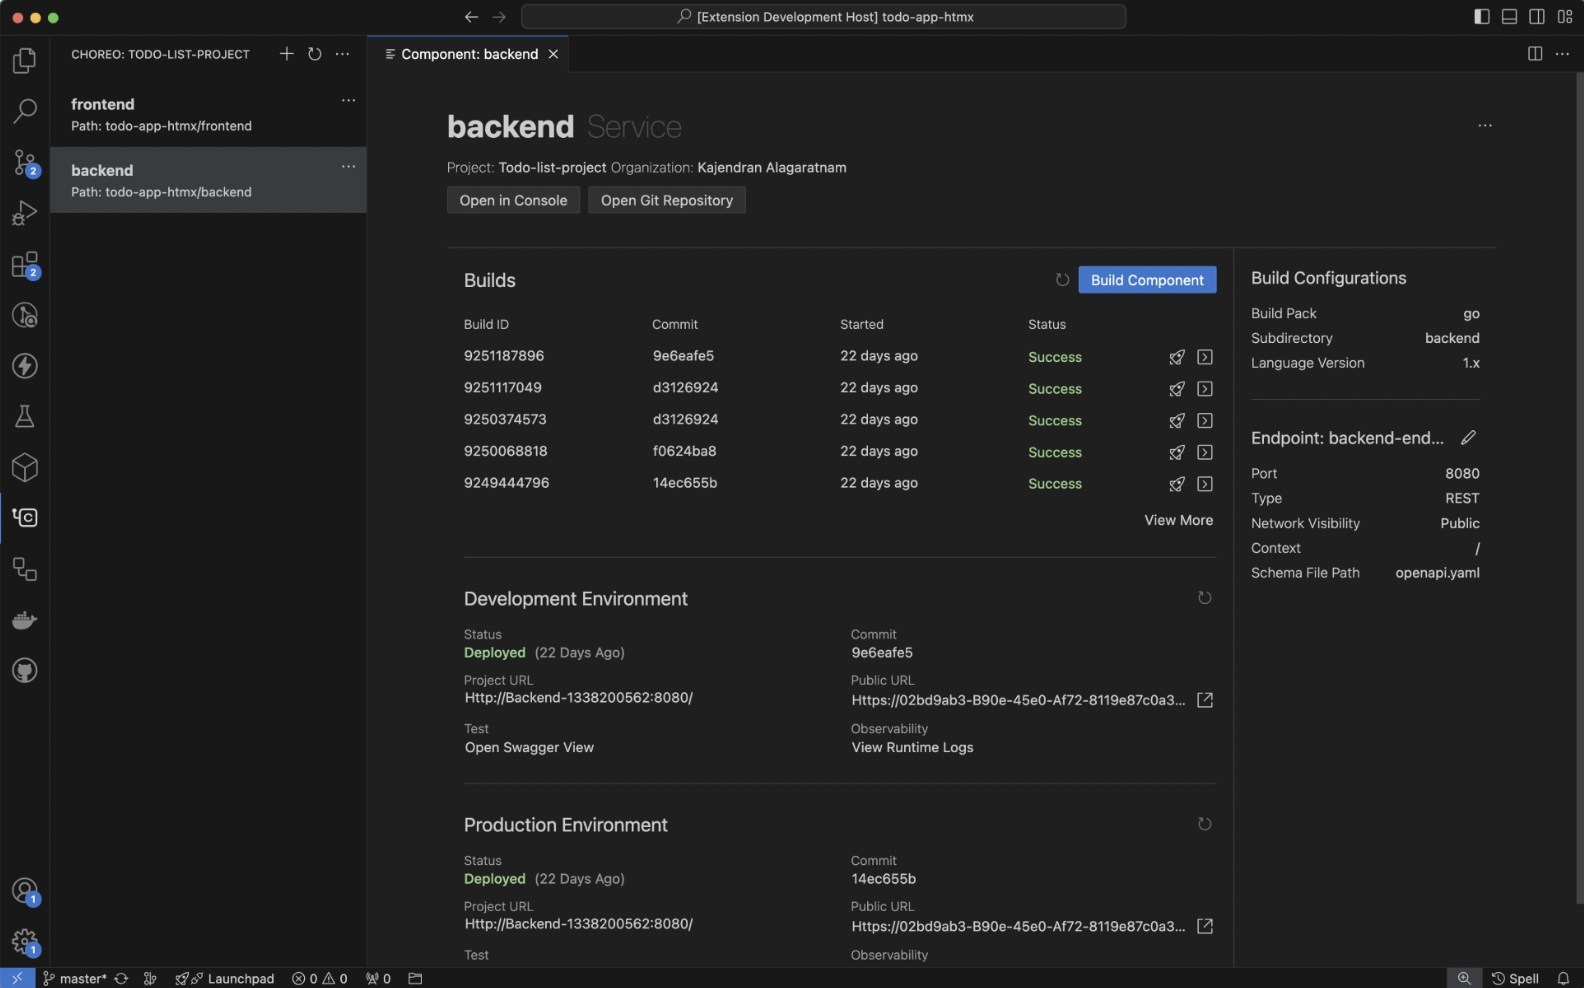 [Extension Development Host] todo-app-htmx
CHOREO: TODO-LIST-PROJECT
Component: backend
frontend
Path: todo-app-htmx/frontend
backend
Path: todo-app-htmx/backend
2
2
1
1
backend Service
Project: Todo-list-project Organization: Kajendran Alagaratnam
Open in Console Open Git Repository
Builds
Build Component
Build ID Commit Started Status
9251187896 9e6eafe5 22 days ago Success
9251117049 d3126924 22 days ago Success
9250374573 d3126924 22 days ago Success
9250068818 f0624ba8 22 days ago Success
9249444796 14ec655b 22 days ago Success
View More
Development Environment
Status Commit
Deployed (22 Days Ago) 9e6eafe5
Project URL Public URL
Http://Backend-1338200562:8080/ Https://02bd9ab3-B90e-45e0-Af72-8119e87c0a3...
Test Observability
Open Swagger View View Runtime Logs
Production Environment
Status Commit
Deployed (22 Days Ago) 14ec655b
Project URL Public URL
Http://Backend-1338200562:8080/ Https://02bd9ab3-B90e-45e0-Af72-8119e87c0a3...
Test Observability
Build Configurations
Build Pack go
Subdirectory backend
Language Version 1.x
Endpoint: backend-end...
Port 8080
Type REST
Network Visibility Public
Context /
Schema File Path openapi.yaml
master* Launchpad 0 0 0 Spell